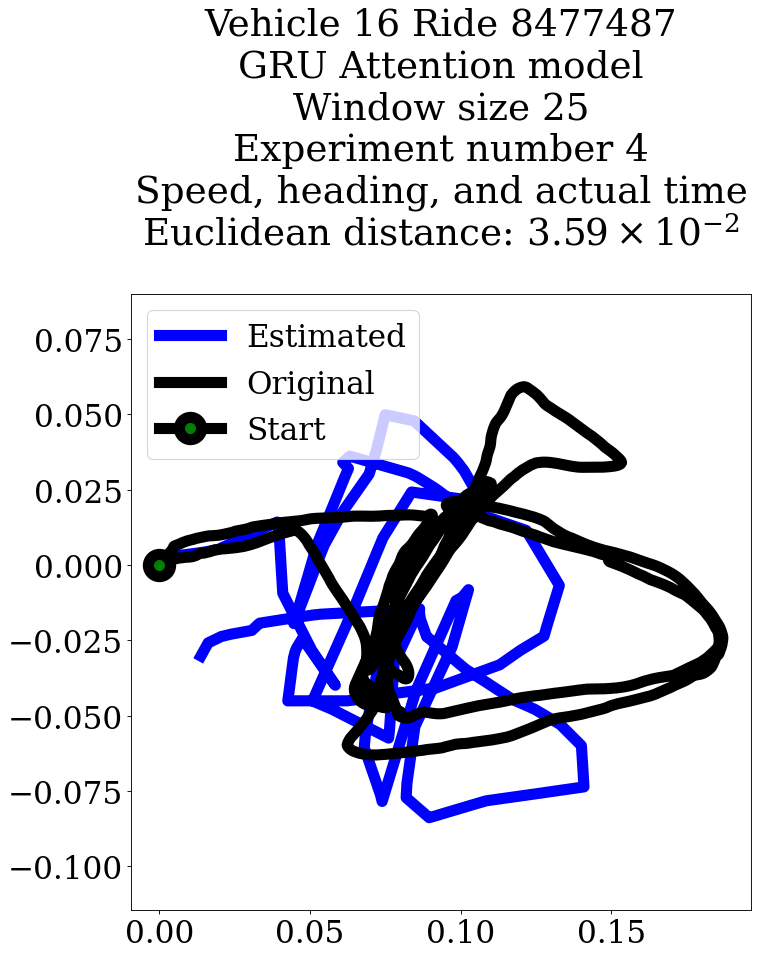 Vehicle 16 Ride 8477487
GRU Attention model
Window size 25
Experiment number 4
Speed, heading, and actual time
Euclidean distance: 3.59 × 10⁻²
Estimated
Original
Start
0.075
0.050
0.025
0.000
−0.025
−0.050
−0.075
−0.100
0.00 0.05 0.10 0.15